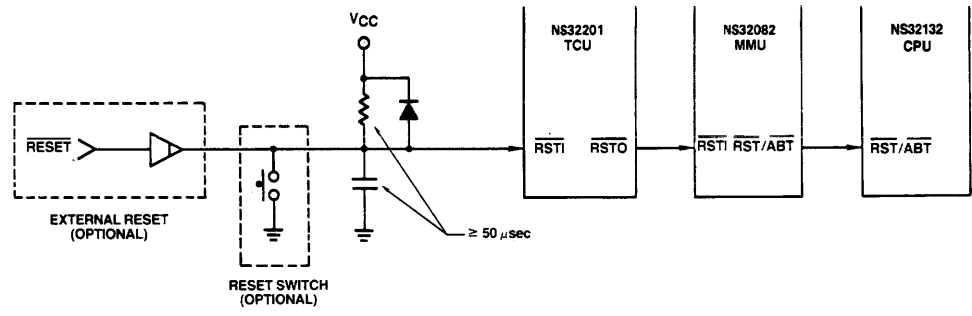 VCC
NS32201
TCU
NS32082
MMU
NS32132
CPU
RESET
RSTI
RSTO
RSTI
RST/ABT
RST/ABT
EXTERNAL RESET
(OPTIONAL)
≥ 50 μsec
RESET SWITCH
(OPTIONAL)